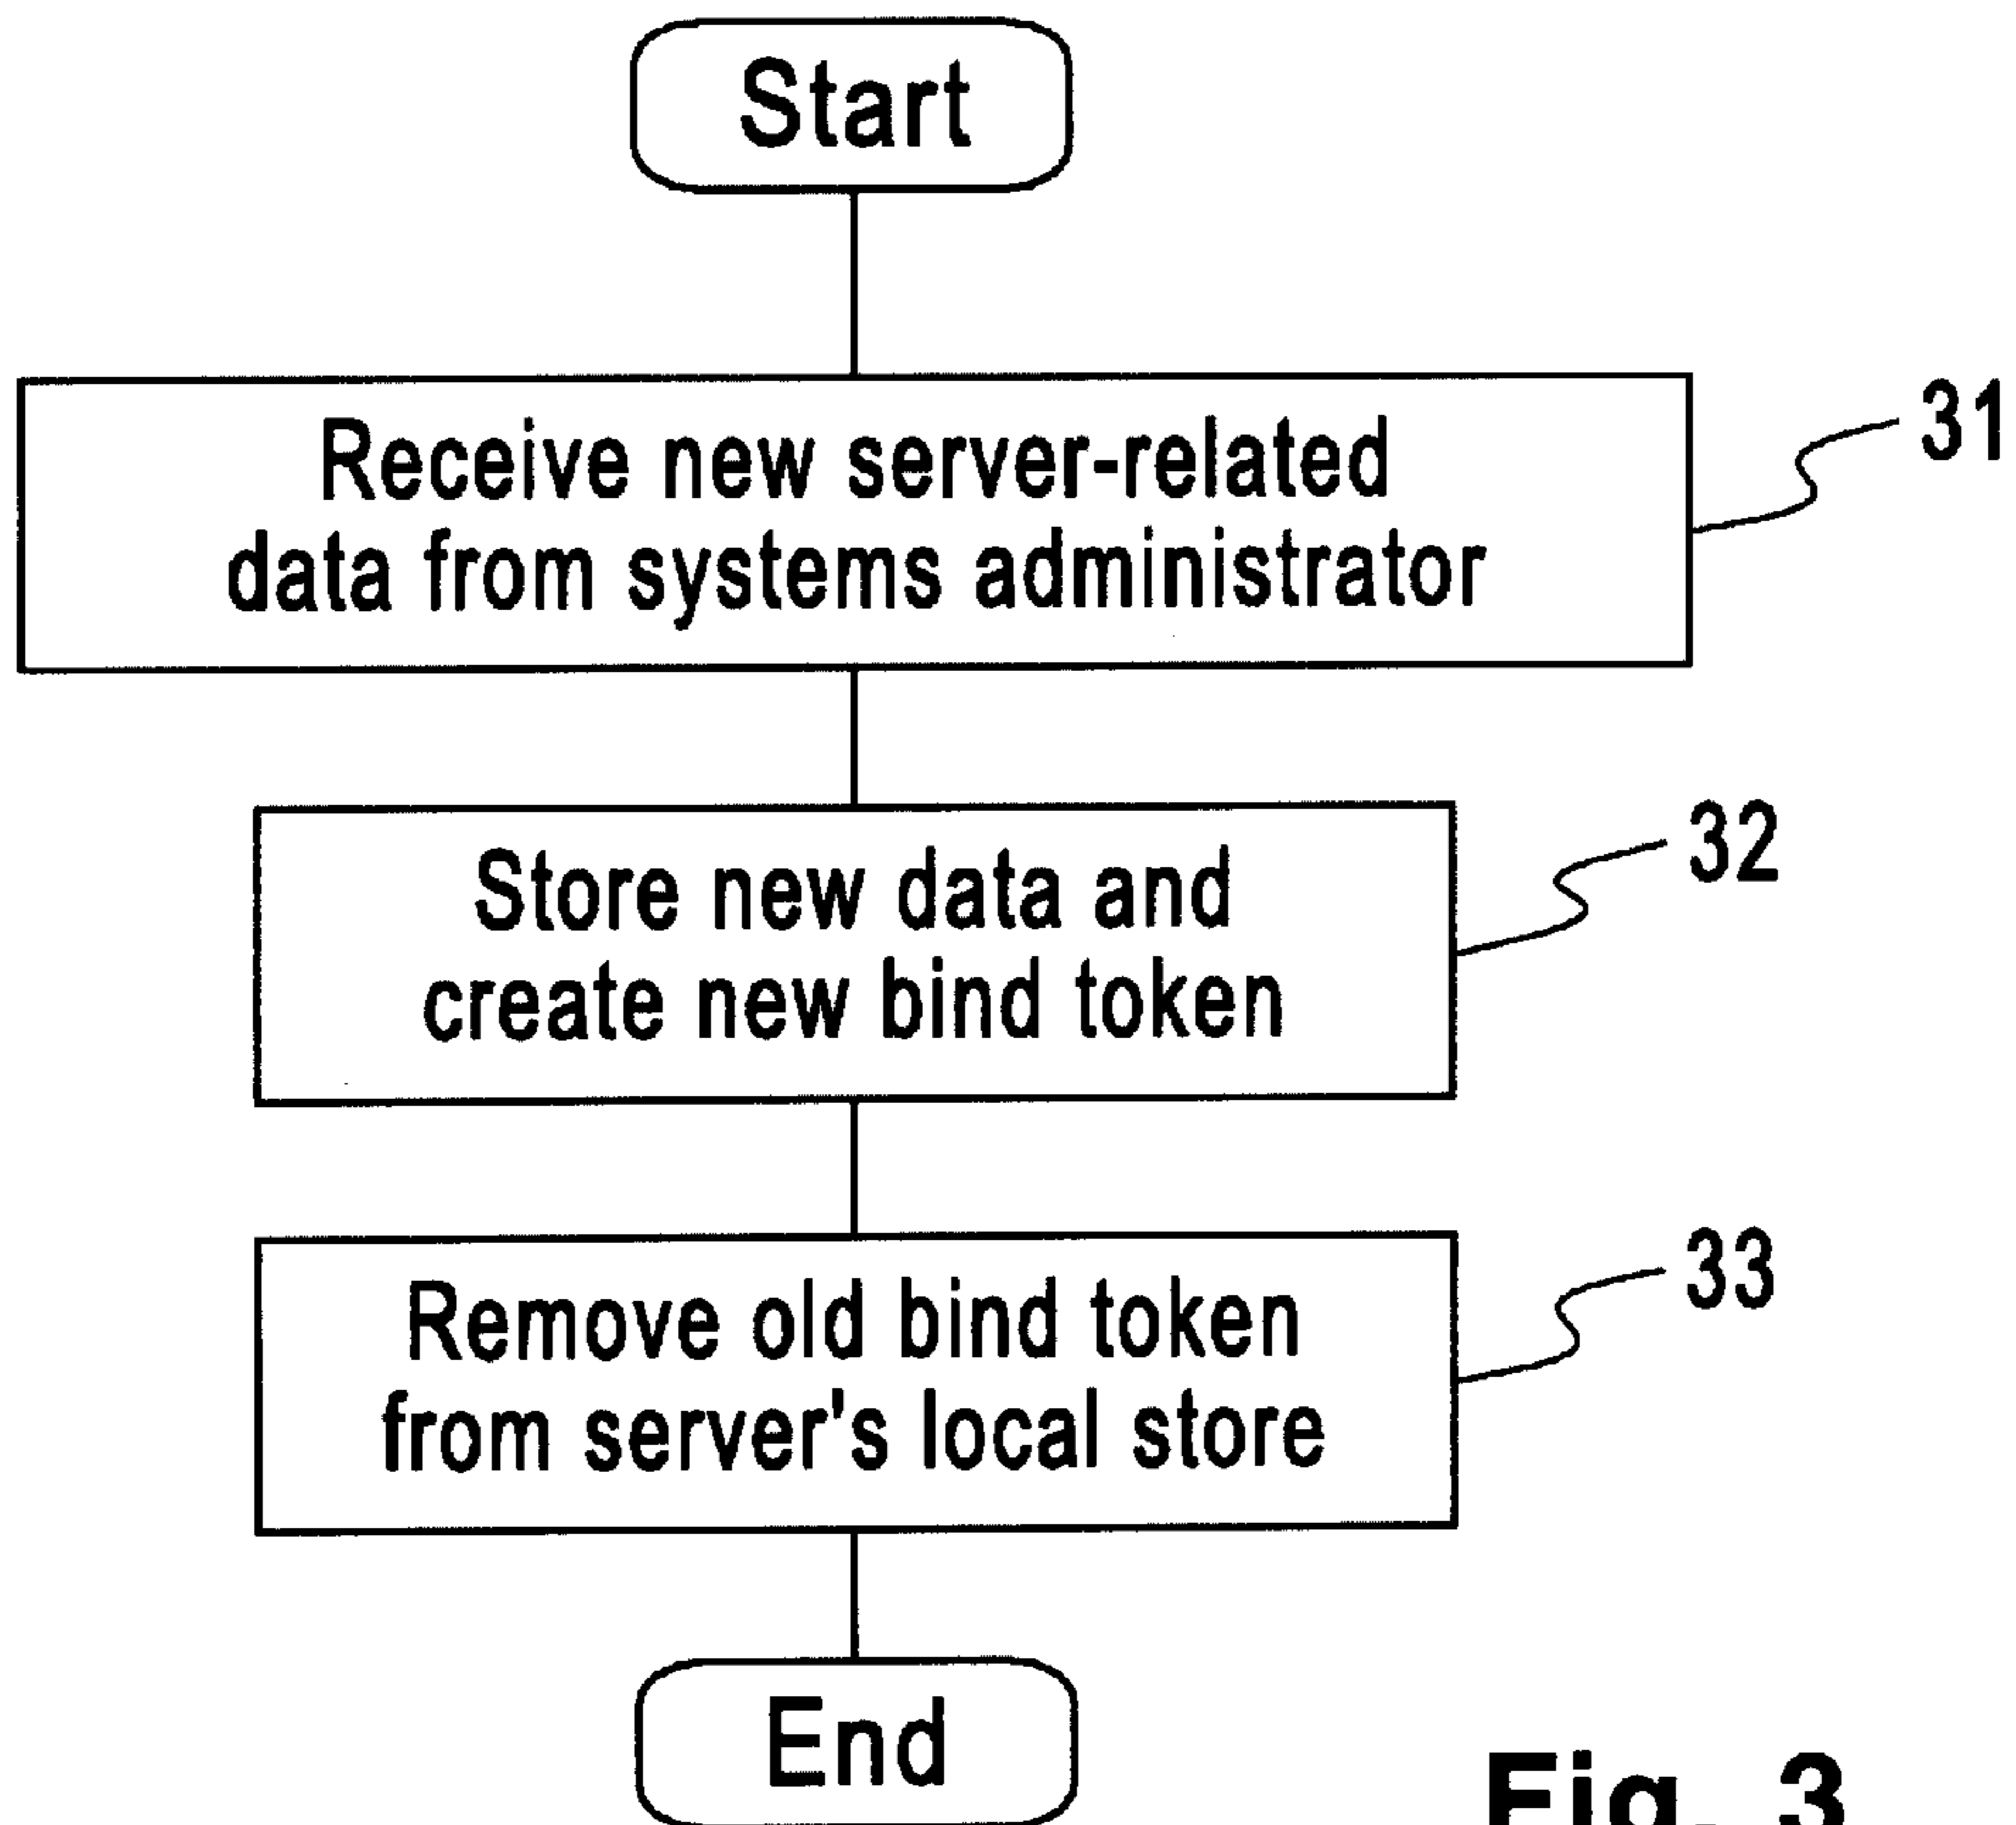 Start
Receive new server-related
data from systems administrator
31
Store new data and
create new bind token
32
Remove old bind token
from server's local store
33
End
Fig. 3